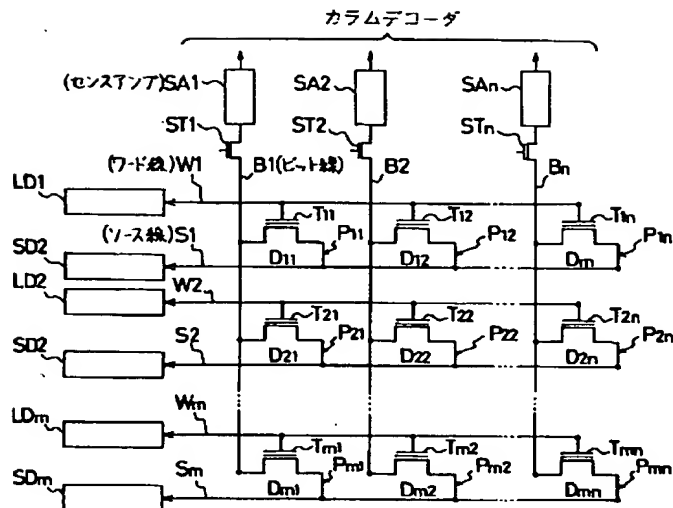 カラムデコーダ
(センスアンプ)SA1 SA2 SAn
ST1 ST2 STn
(ワード線)W1 B1(ビット線) B2 Bn
LD1
T11 T12 T1n
(ソース線)S1 P11 P12 P1n
SD2 D11 D12 Dm
LD2 W2
T21 T22 T2n
S2 P21 P22 P2n
SD2 D21 D22 D2n
LDm Wm
Tm1 Tm2 Tmn
Sm Pm1 Pm2 Pmn
SDm Dm1 Dm2 Dmn